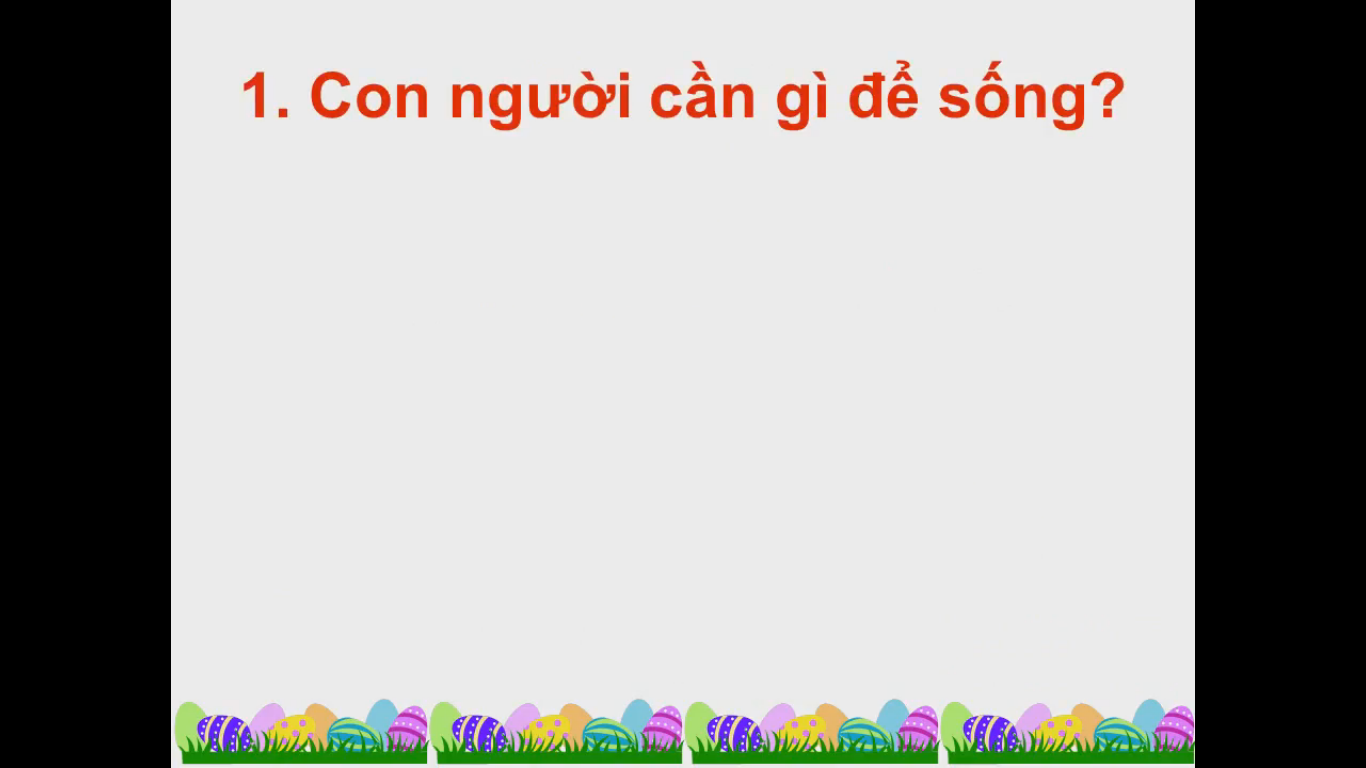 1. Con người cần gì để sống?